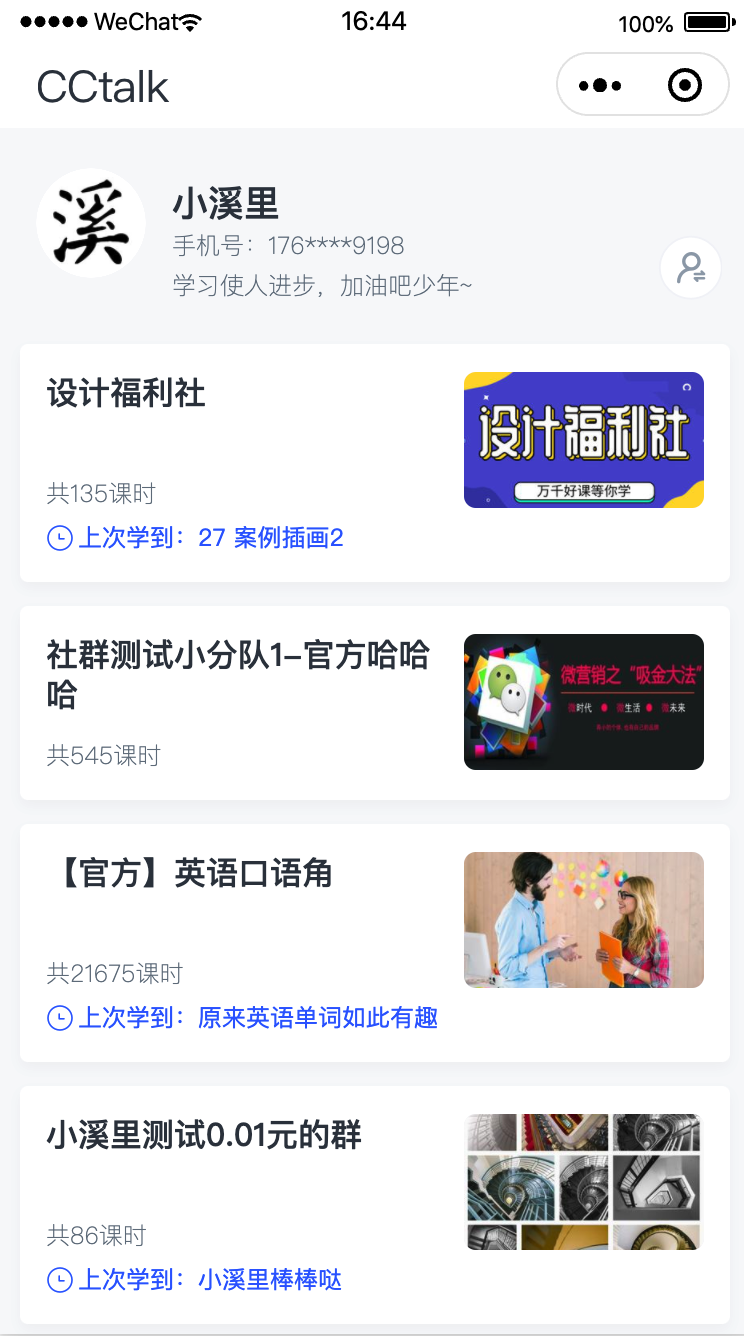 WeChat
16:44
100%
CCtalk
溪
小溪里
手机号：176****9198
学习使人进步，加油吧少年~
设计福利社
设计福利社
万千好课等你学
共135课时
上次学到：27 案例插画2
社群测试小分队1-官方哈哈
哈
微营销之“吸金大法”
微时代 微生活 微未来
共545课时
【官方】英语口语角
共21675课时
上次学到：原来英语单词如此有趣
小溪里测试0.01元的群
共86课时
上次学到：小溪里棒棒哒